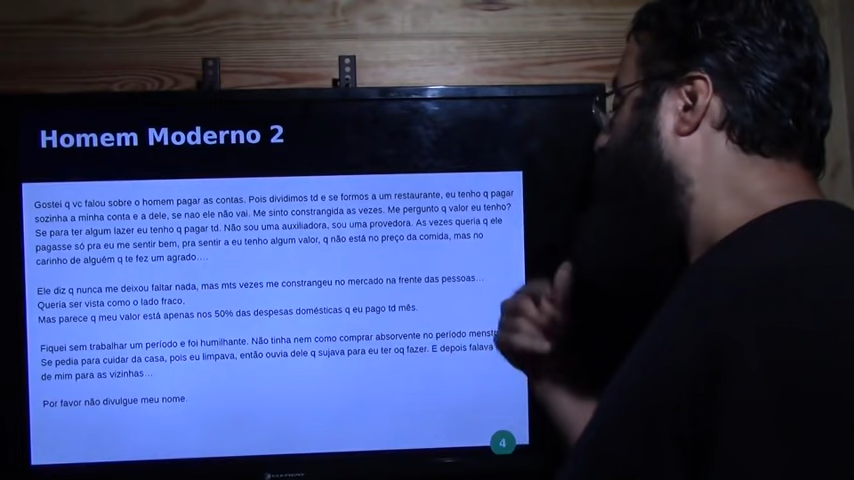 Homem Moderno 2
Gostei q vc falou sobre o homem pagar as contas. Pois dividimos td e se formos a um restaurante, eu tenho q pagar
sozinha a minha conta e a dele, se nao ele não vai. Me sinto constrangida as vezes. Me pergunto q valor eu tenho?
Se para ter algum lazer eu tenho q pagar td. Não sou uma auxiliadora, sou uma provedora. As vezes queria q ele
pagasse só pra eu me sentir bem, pra sentir a eu tenho algum valor, q não está no preço da comida, mas no
carinho de alguém q te fez um agrado....
Ele diz q nunca me deixou faltar nada, mas mts vezes me constrangeu no mercado na frente das pessoas...
Queria ser vista como o lado fraco.
Mas parece q meu valor está apenas nos 50% das despesas domésticas q eu pago td mês.
Fiquei sem trabalhar um período e foi humilhante. Não tinha nem como comprar absorvente no período menstr
Se pedia para cuidar da casa, pois eu limpava, então ouvia dele q sujava para eu ter oq fazer. E depois falava
de mim para as vizinhas...
Por favor não divulgue meu nome.
4